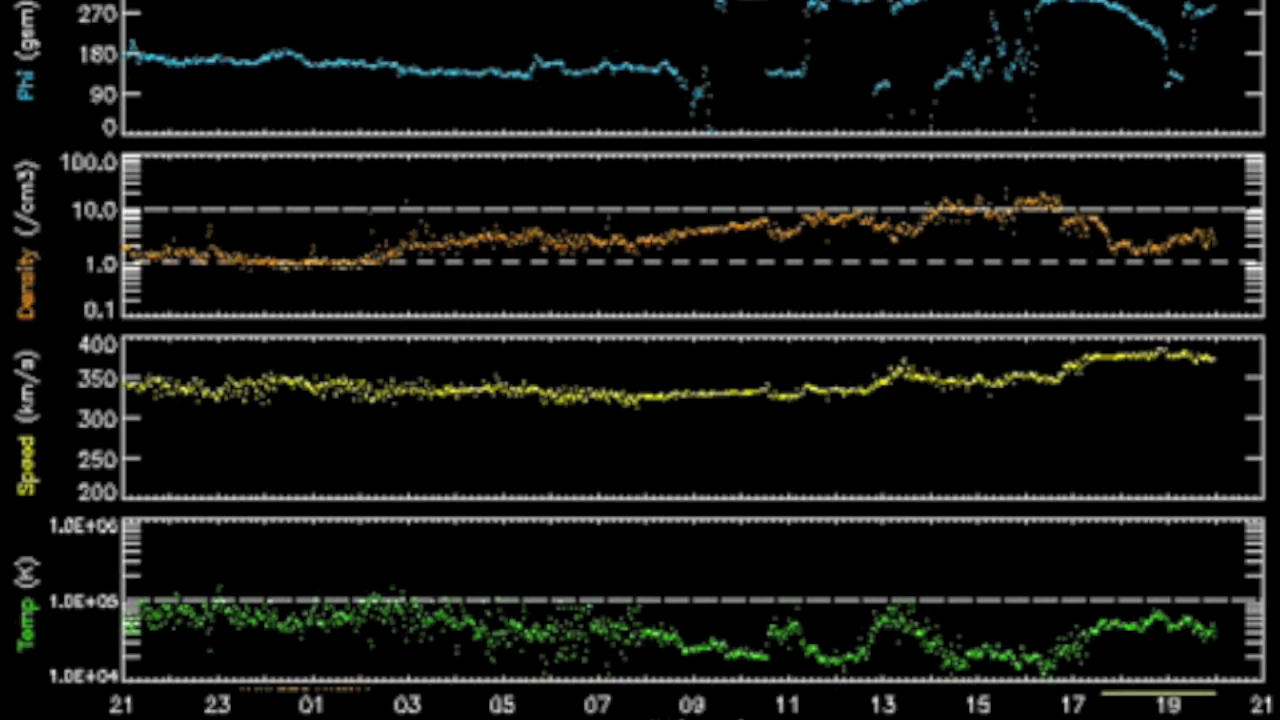 Phi (gsm)
270
180
90
0
Density (/cm3)
100.0
10.0
1.0
0.1
Speed (km/s)
400
350
300
250
200
Temp (K)
1.0E+06
1.0E+05
1.0E+04
21 23 01 03 05 07 09 11 13 15 17 19 21